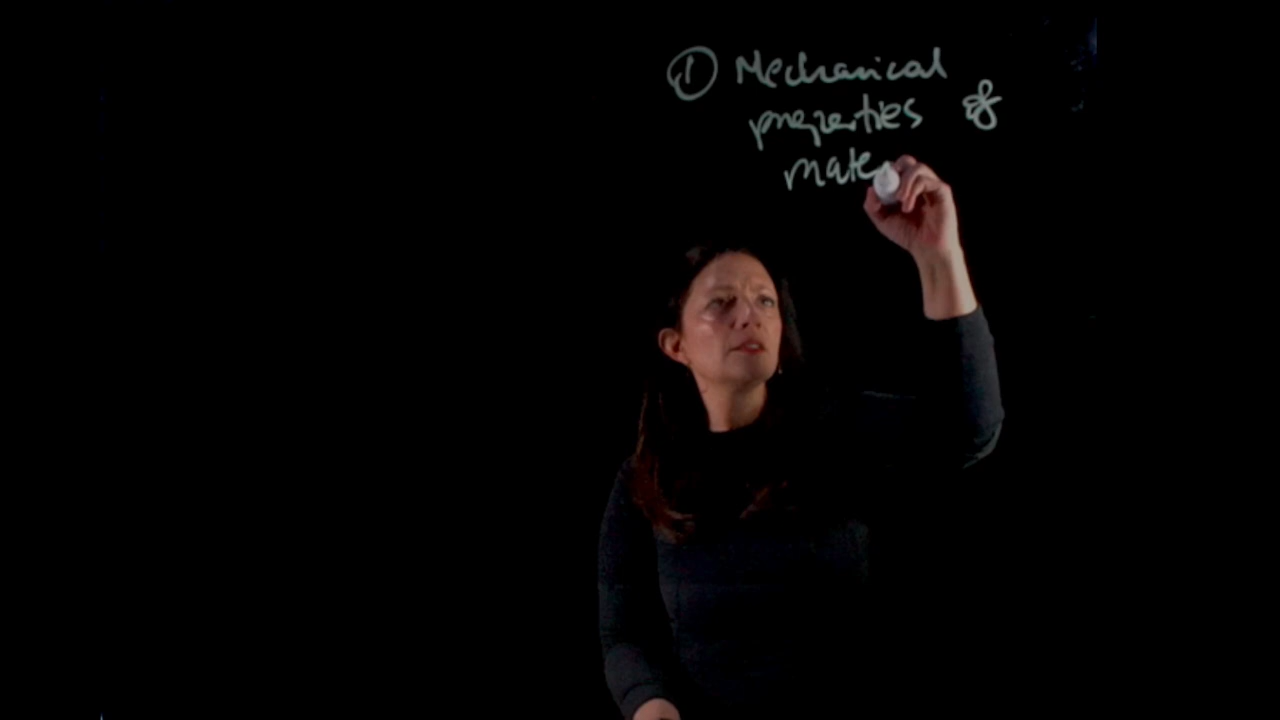 ① Mechanical
properties of
mate